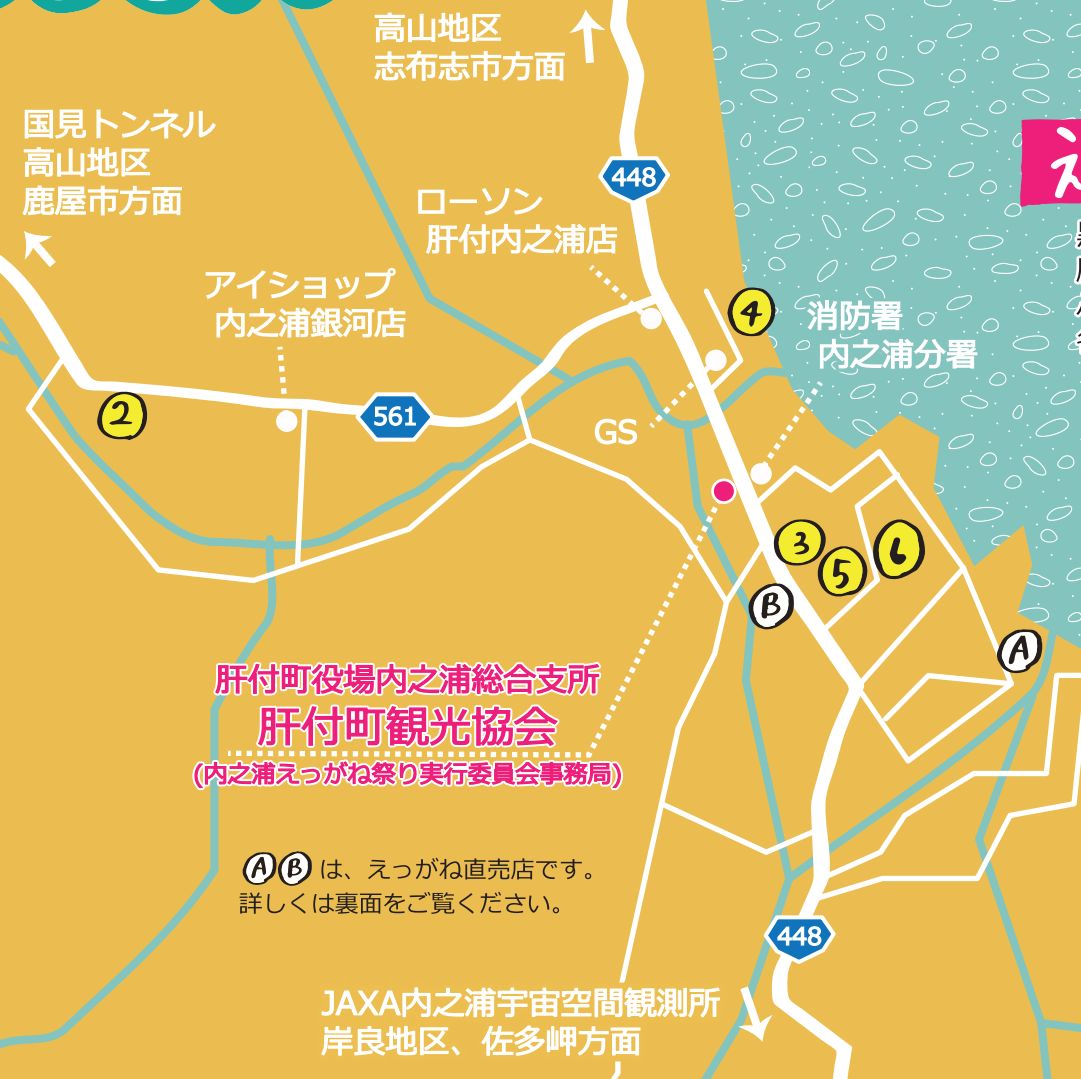 高山地区
志布志市方面
国見トンネル
高山地区
鹿屋市方面
448
ローソン
肝付内之浦店
アイショップ
内之浦銀河店
4
消防署
内之浦分署
2
561
GS
3
5
6
B
A
肝付町役場内之浦総合支所
肝付町観光協会
(内之浦えっがね祭り実行委員会事務局)
AB は、えっがね直売店です。
詳しくは裏面をご覧ください。
448
JAXA内之浦宇宙空間観測所
岸良地区、佐多岬方面